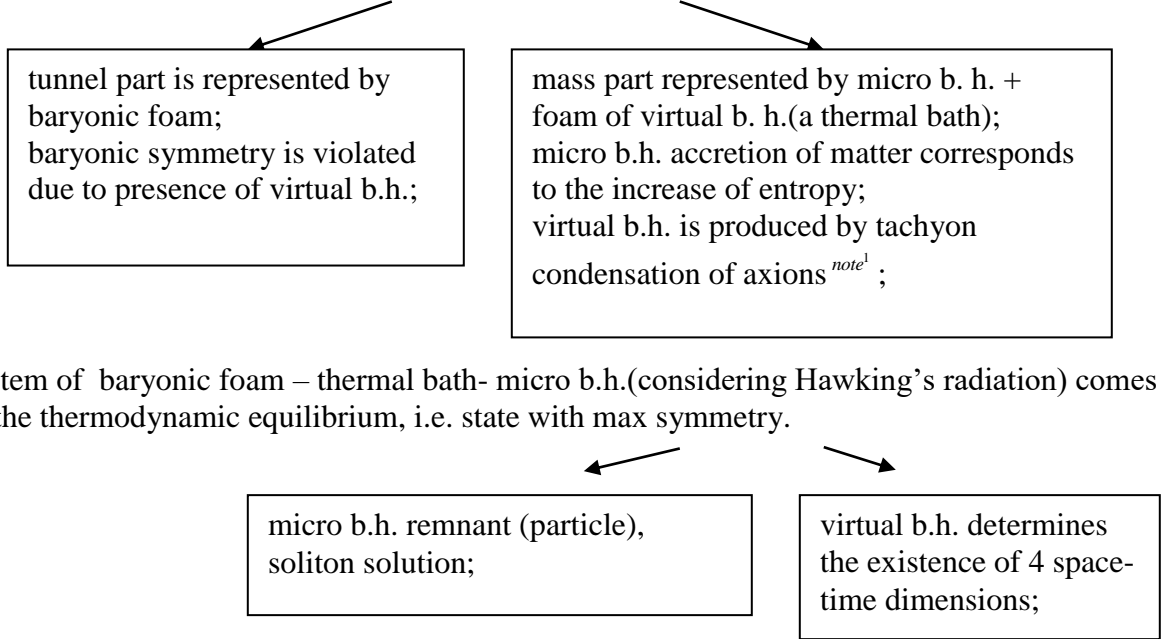 tunnel part is represented by
baryonic foam;
baryonic symmetry is violated
due to presence of virtual b.h.;
mass part represented by micro b. h. +
foam of virtual b. h.(a thermal bath);
micro b.h. accretion of matter corresponds
to the increase of entropy;
virtual b.h. is produced by tachyon
condensation of axions note¹ ;
tem of baryonic foam – thermal bath- micro b.h.(considering Hawking's radiation) comes
the thermodynamic equilibrium, i.e. state with max symmetry.
micro b.h. remnant (particle),
soliton solution;
virtual b.h. determines
the existence of 4 space-
time dimensions;